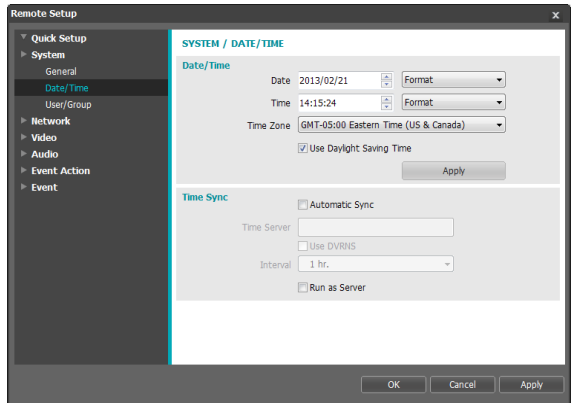 Remote Setup
x
Quick Setup
System
General
Date/Time
User/Group
Network
Video
Audio
Event Action
Event
SYSTEM / DATE/TIME
Date/Time
Date 2013/02/21 Format
Time 14:15:24 Format
Time Zone GMT-05:00 Eastern Time (US & Canada)
Use Daylight Saving Time
Apply
Time Sync
Automatic Sync
Time Server
Use DVRNS
Interval 1 hr.
Run as Server
OK Cancel Apply